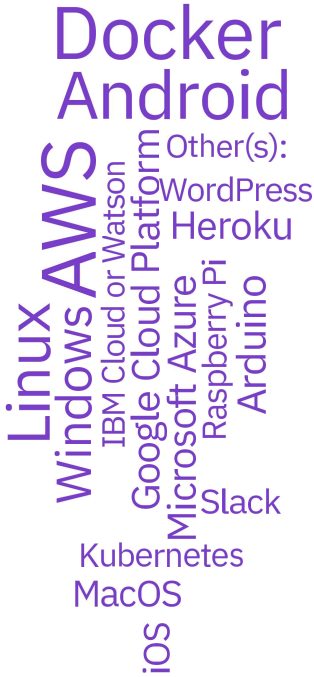 Docker
Android
Other(s):
WordPress
Heroku
AWS
Linux
Windows
IBM Cloud or Watson
Google Cloud Platform
Microsoft Azure
Raspberry Pi
Arduino
Slack
Kubernetes
MacOS
iOS